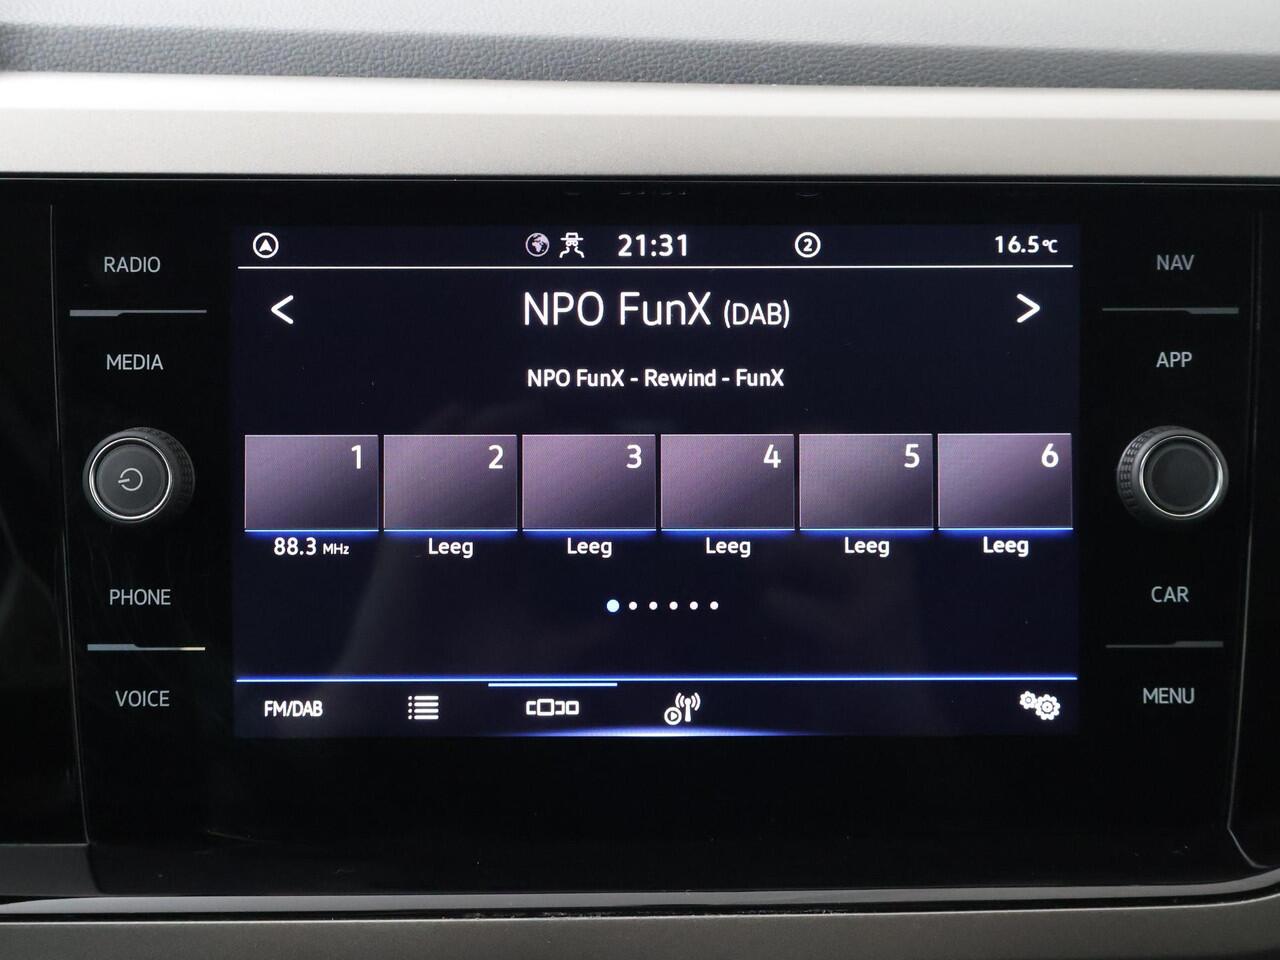 RADIO
MEDIA
PHONE
VOICE
21:31
2
16.5°C
< NPO FunX (DAB) >
NPO FunX - Rewind - FunX
1 2 3 4 5 6
88.3 MHz Leeg Leeg Leeg Leeg Leeg
FM/DAB
NAV
APP
CAR
MENU